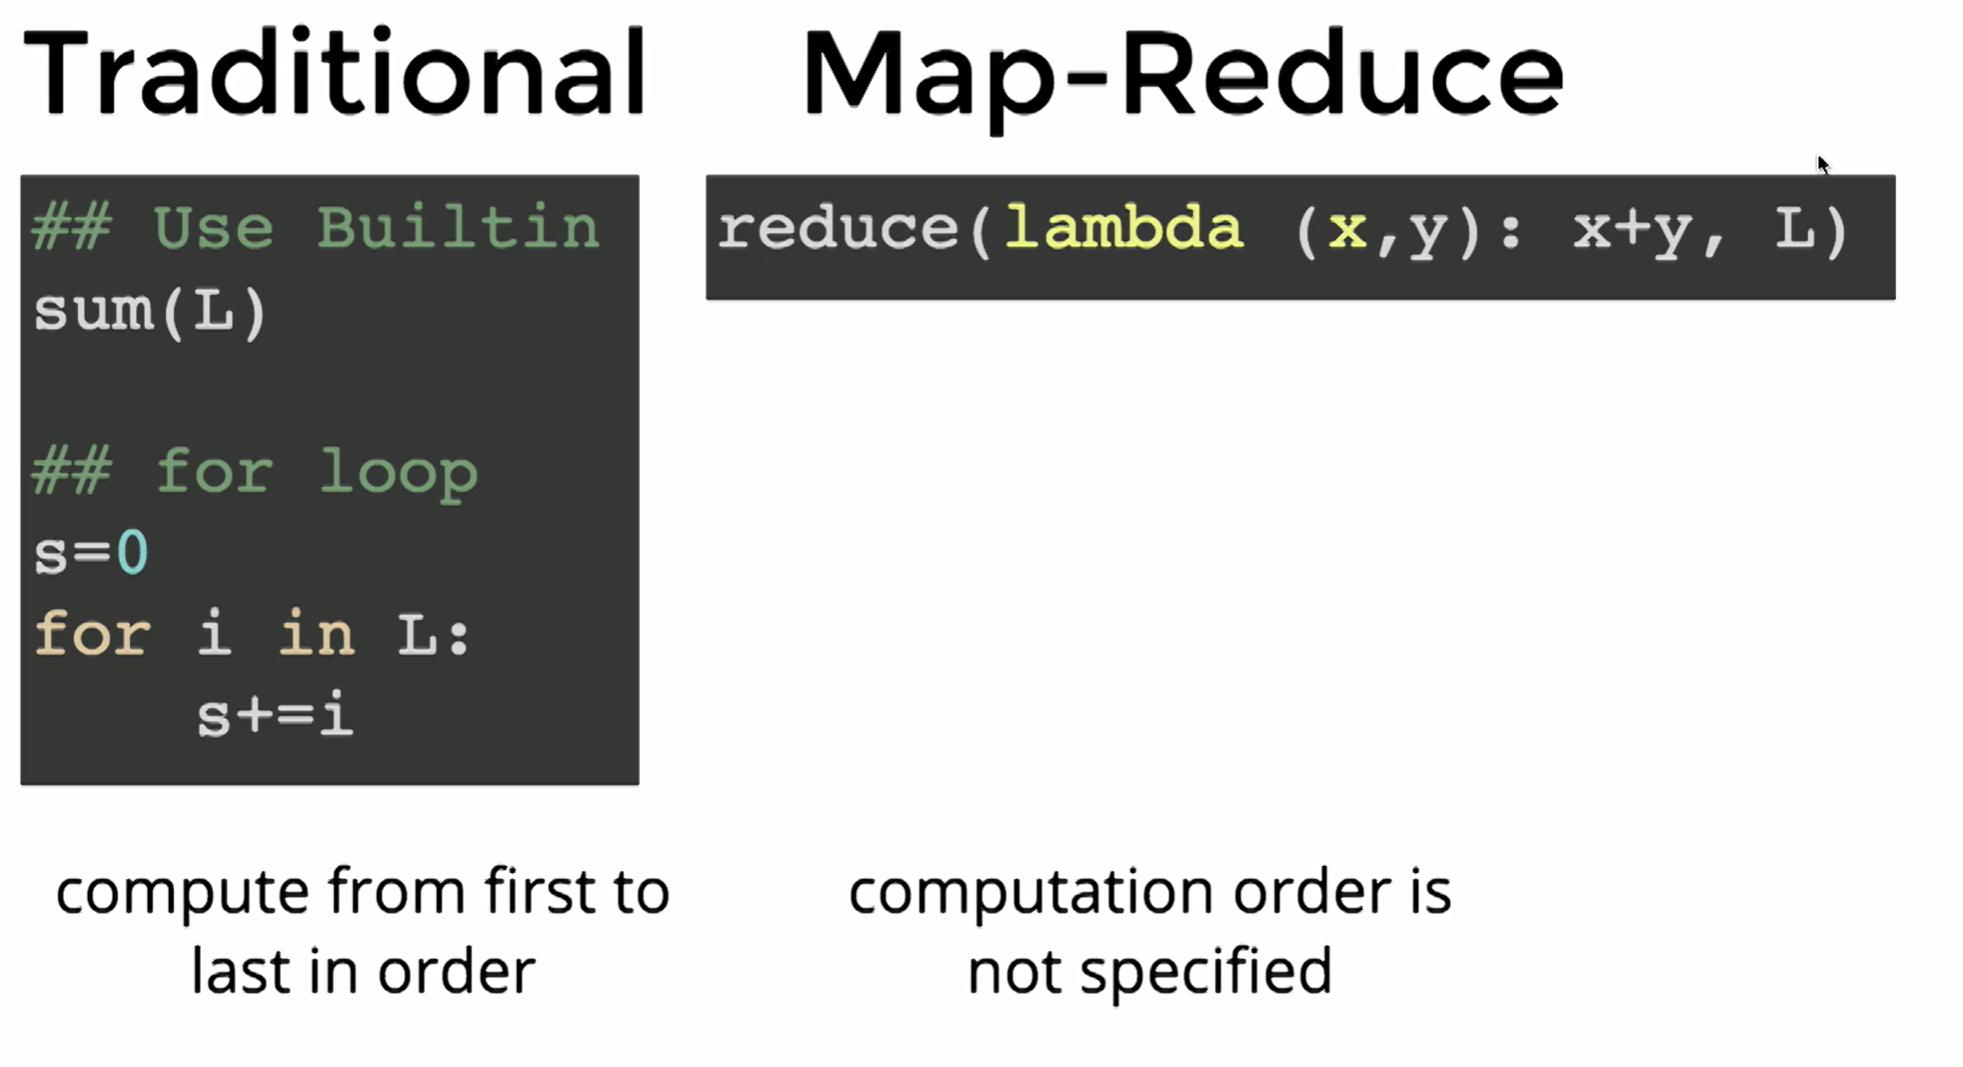 Traditional
## Use Builtin
sum(L)
## for loop
s=0
for i in L:
    s+=i
compute from first to
last in order
Map-Reduce
reduce(lambda (x,y): x+y, L)
computation order is
not specified